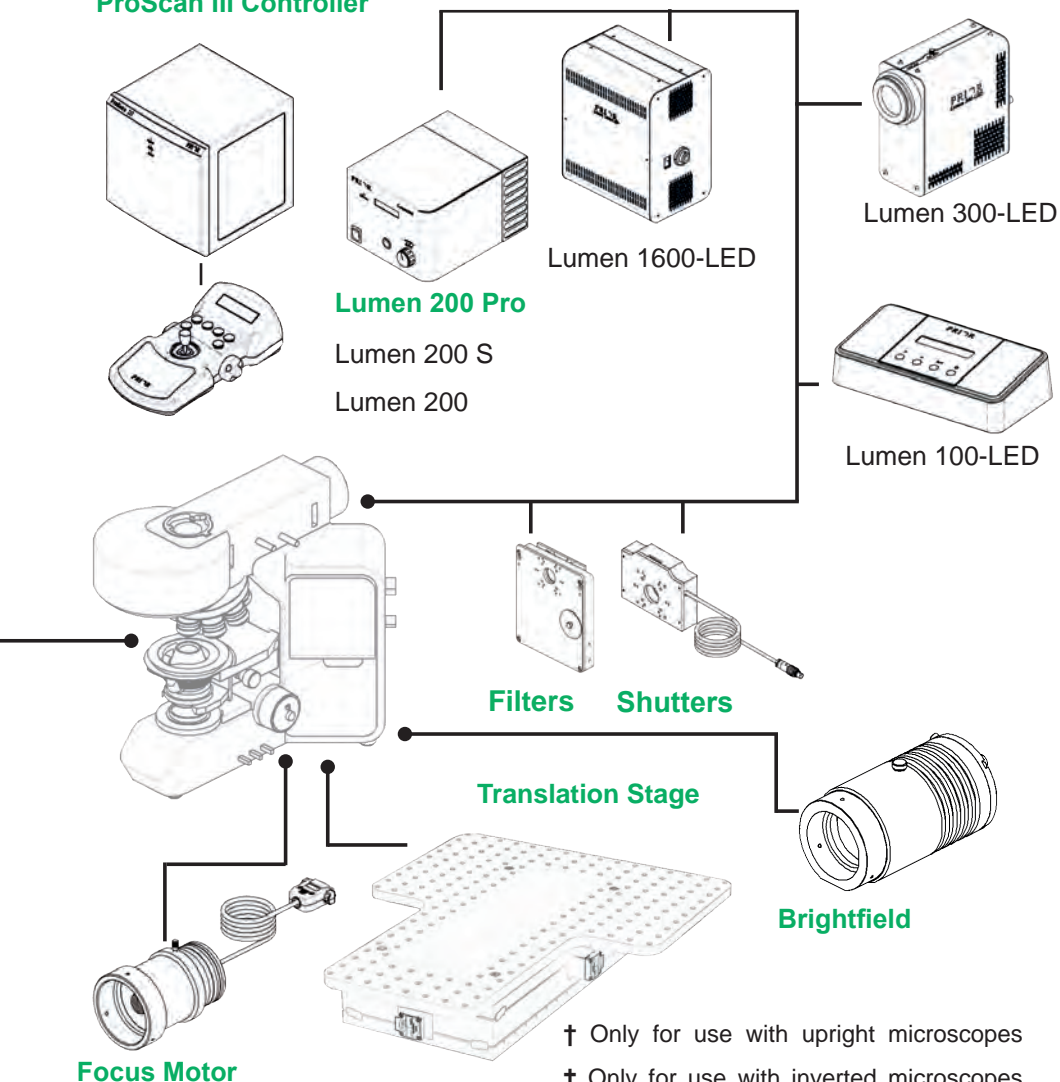 ProScan III Controller
Lumen 300-LED
Lumen 1600-LED
Lumen 200 Pro
Lumen 200 S
Lumen 200
Lumen 100-LED
Filters
Shutters
Translation Stage
Brightfield
Focus Motor
† Only for use with upright microscopes
‡ Only for use with inverted microscopes